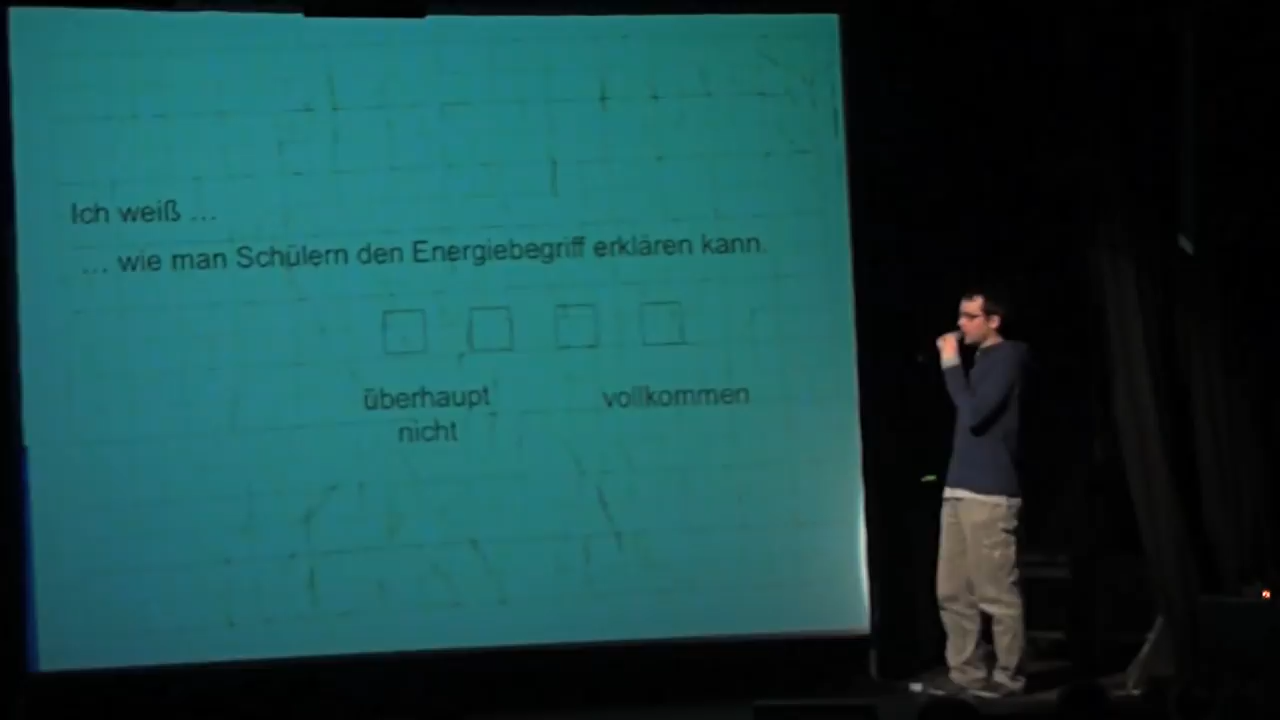 Ich weiß ...
... wie man Schülern den Energiebegriff erklären kann.
überhaupt vollkommen
nicht